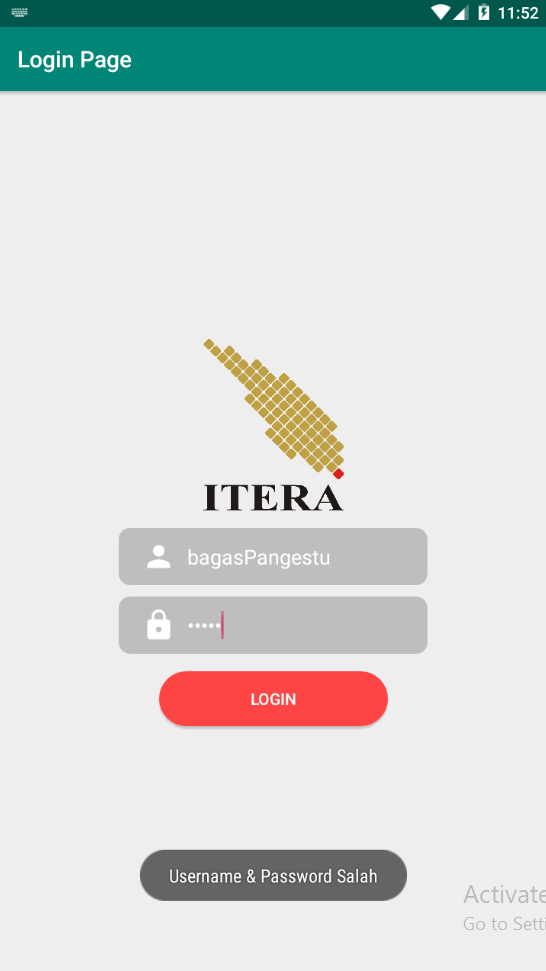 11:52
Login Page
ITERA
bagasPangestu
•••••
LOGIN
Username & Password Salah
Activate
Go to Setti